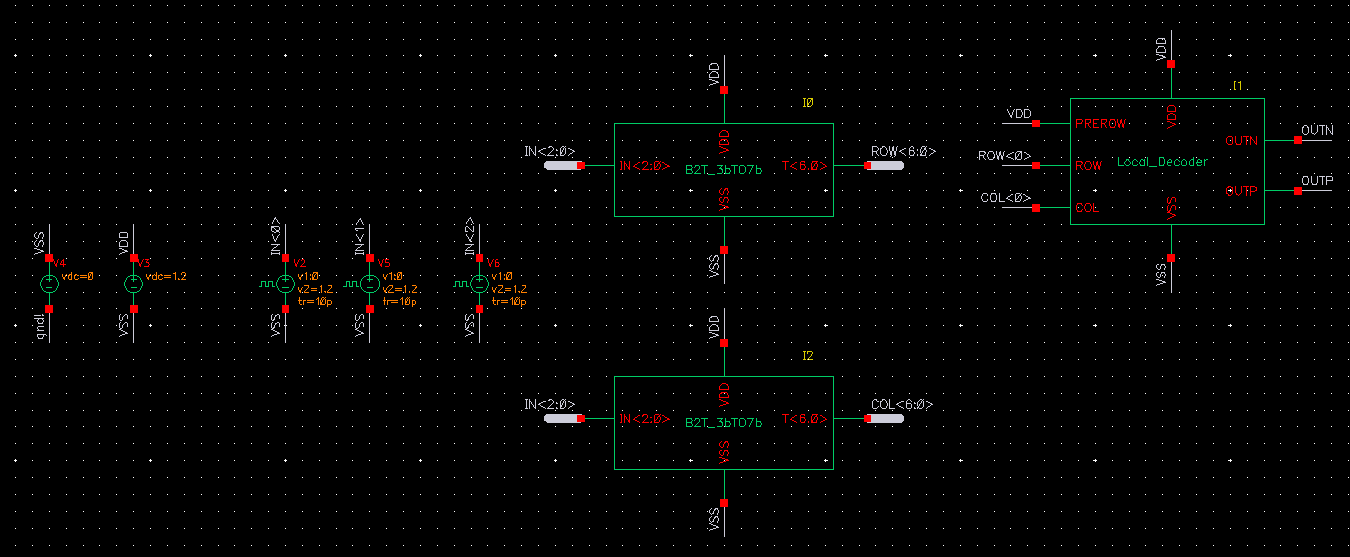 VSS
V4
vdc=0
gnd!
VDD
V3
vdc=1.2
VSS
IN<0>
V2
v1:0
v2=1.2
tr=10p
VSS
IN<1>
V5
v1:0
v2=1.2
tr=10p
VSS
IN<2>
V6
v1:0
v2=1.2
tr=10p
VSS
VDD
I0
VDD
IN<2:0>
IN<2:0>
B2T_3bTO7b
T<6:0>
ROW<6:0>
VSS
VSS
VDD
I2
VDD
IN<2:0>
IN<2:0>
B2T_3bTO7b
T<6:0>
COL<6:0>
VSS
VSS
VDD
I1
VDD
VDD
PREROW
ROW<0>
ROW
COL<0>
COL
Local_Decoder
OUTN
OUTN
OUTP
OUTP
VSS
VSS